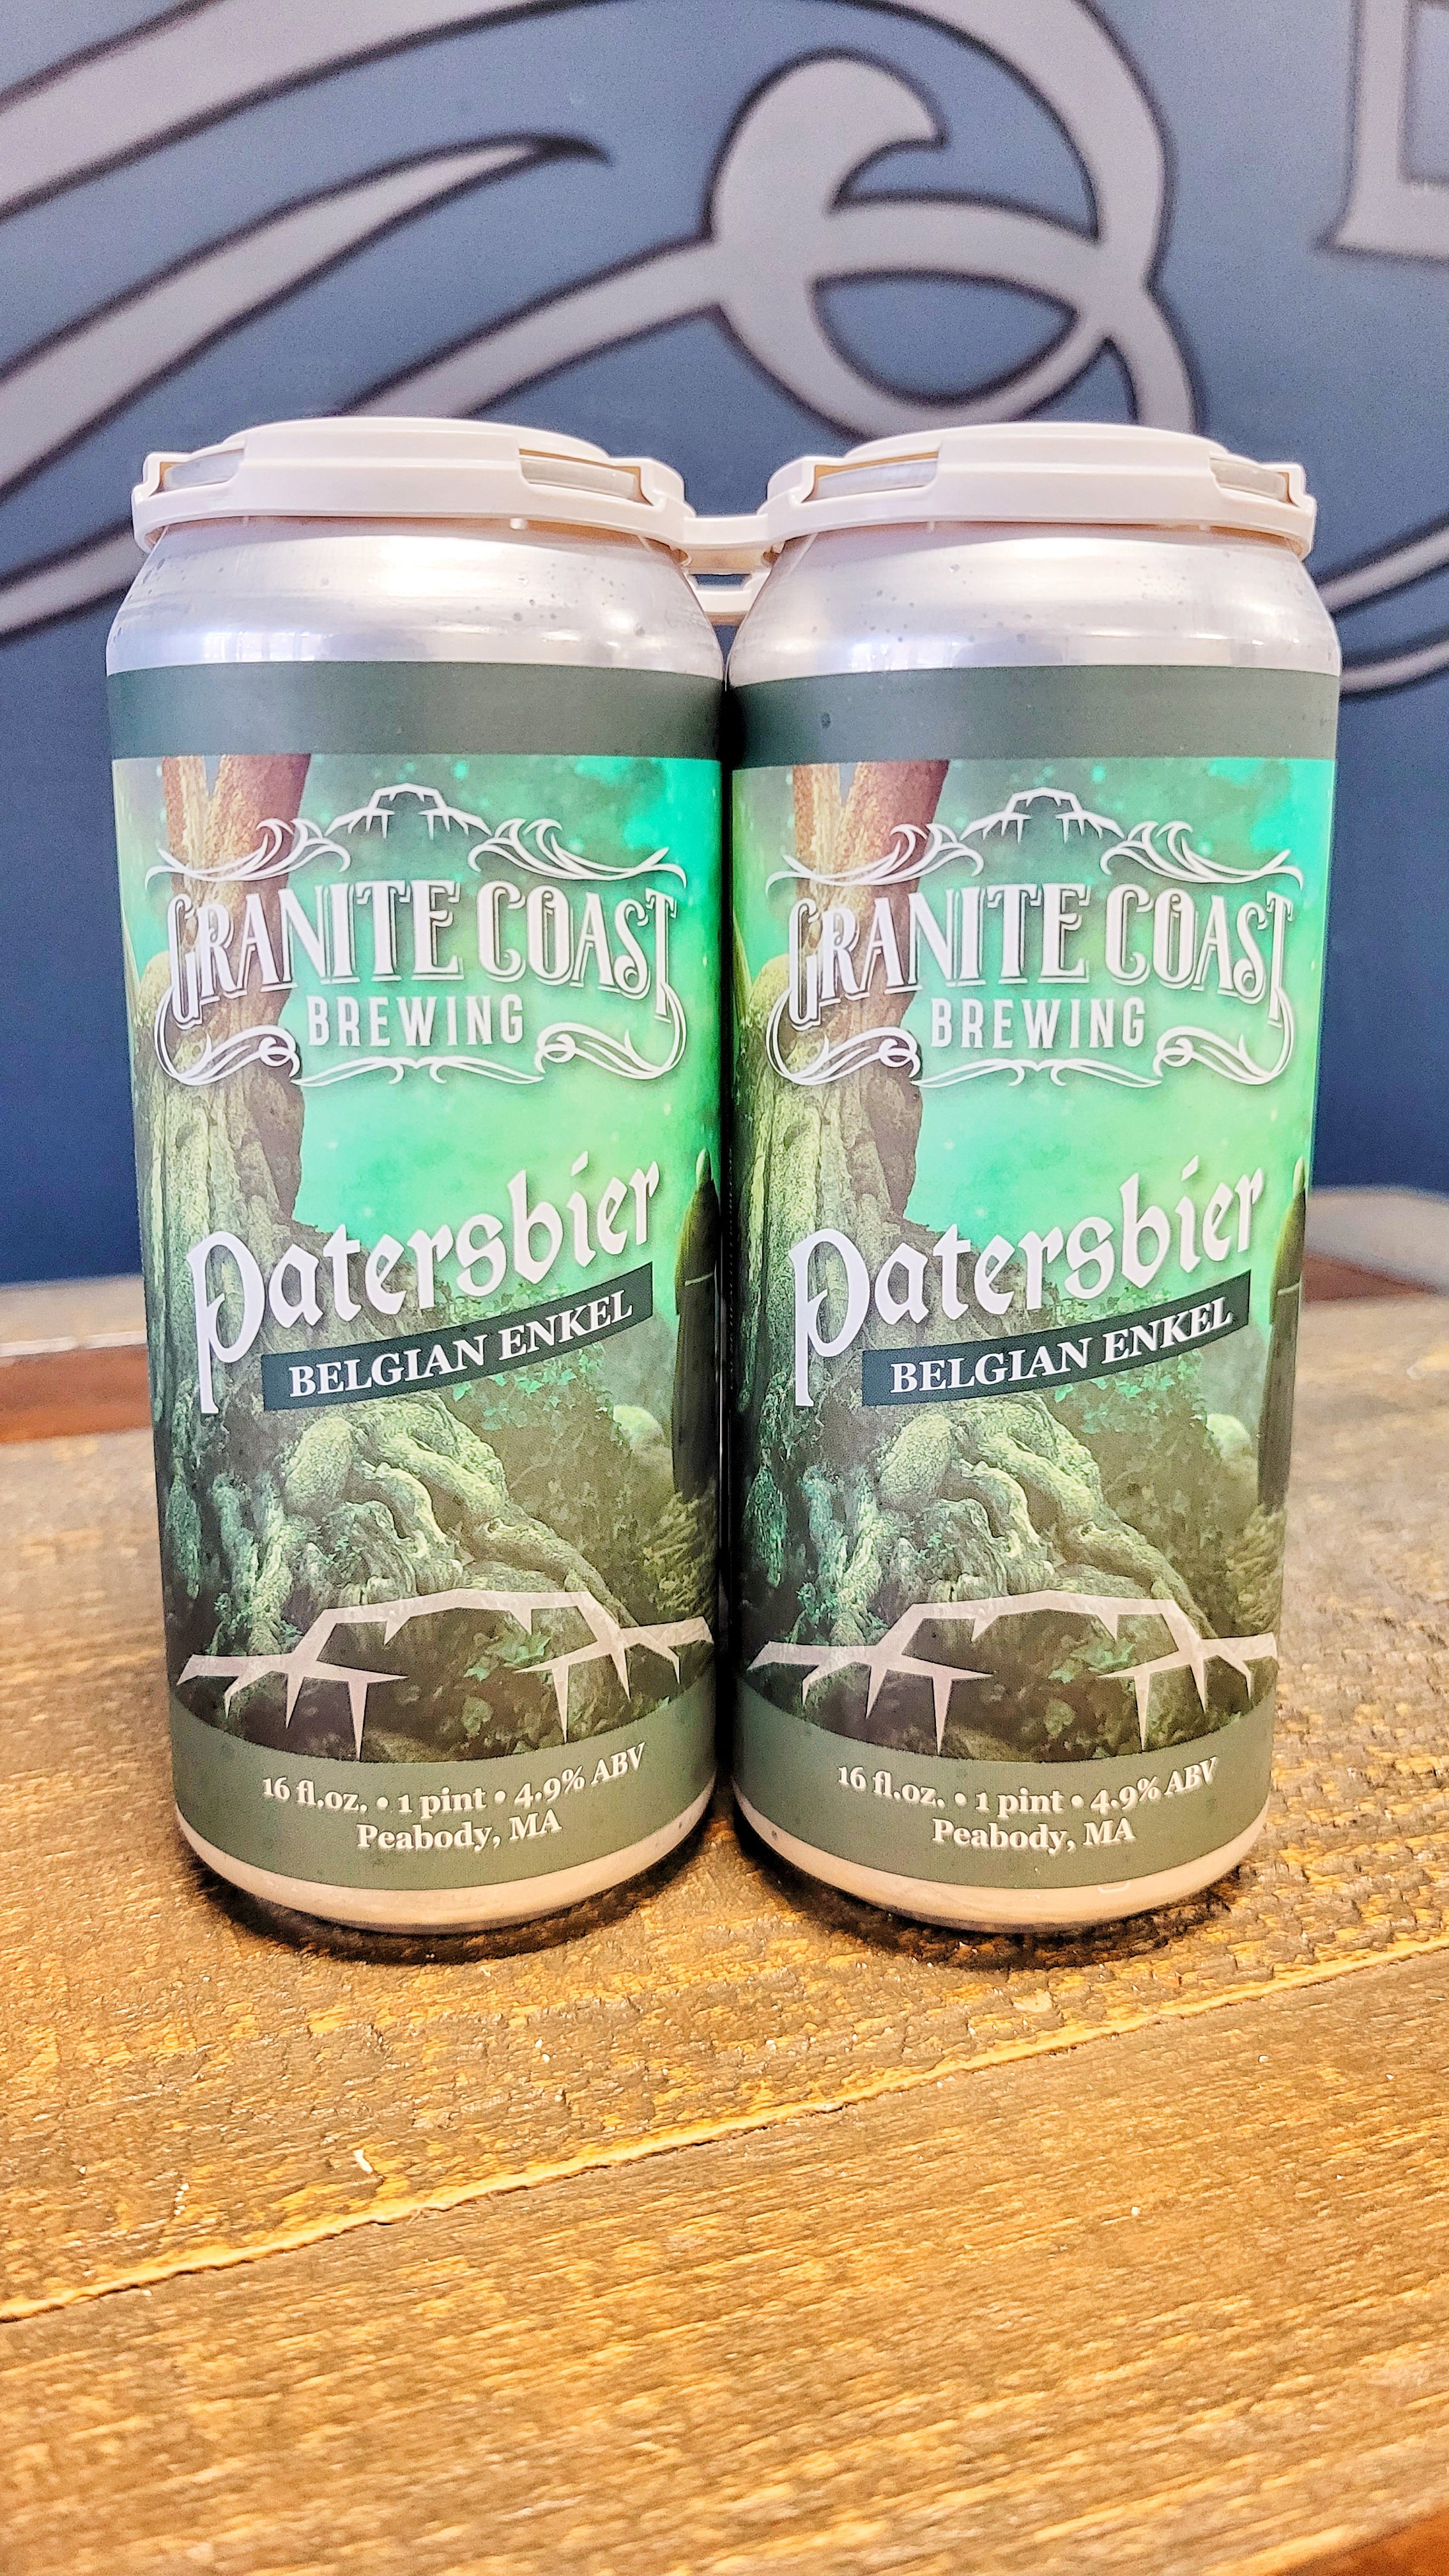 GRANITE COAST
BREWING
Patersbier
BELGIAN ENKEL
16 fl.oz. • 1 pint • 4.9% ABV
Peabody, MA
GRANITE COAST
BREWING
Patersbier
BELGIAN ENKEL
16 fl.oz. • 1 pint • 4.9% ABV
Peabody, MA